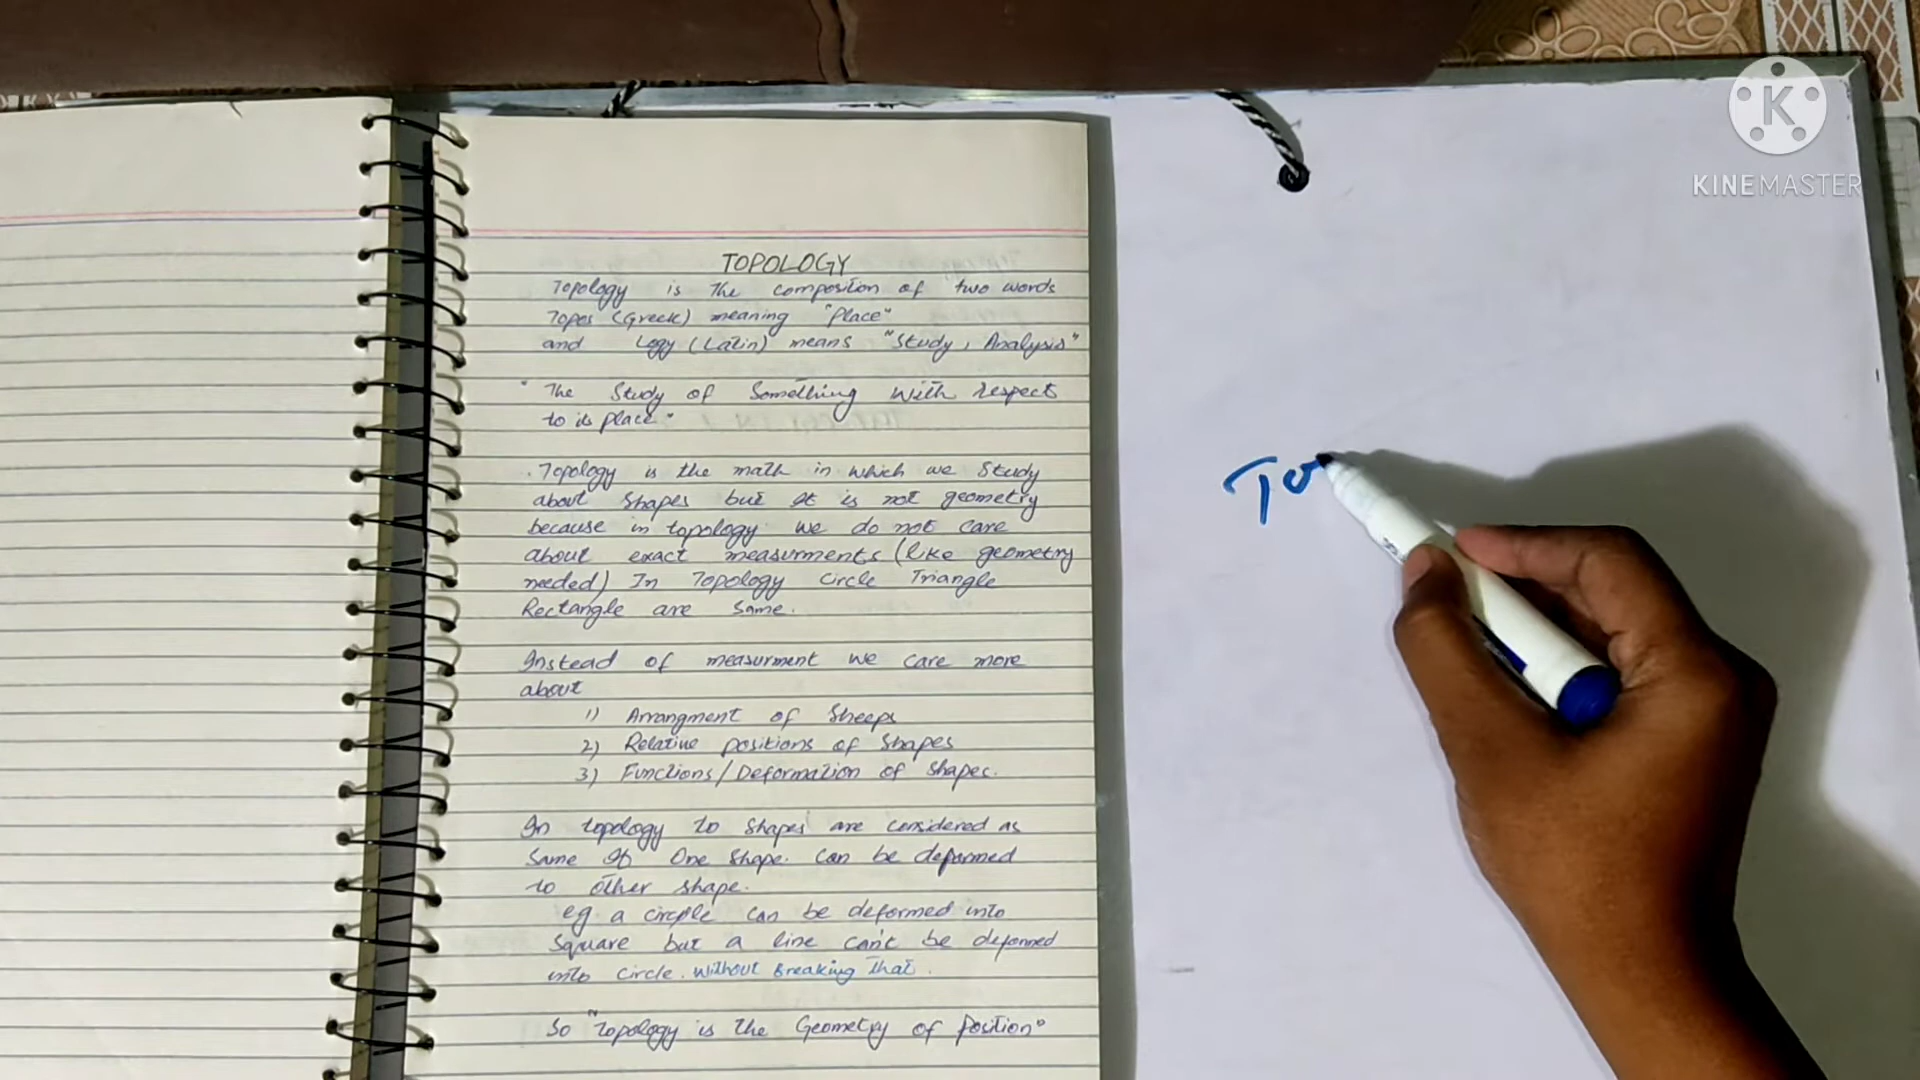 TOPOLOGY
Topology is The composition of two words
Topos (Greek) meaning "Place"
and Logy (Latin) means "Study, Analysis"
"The Study of Something with respect
to its place"
. Topology is the math in which we Study
about Shapes but It is not geometry
because in topology we do not care
about exact measurments (like geometry
needed) In Topology Circle Triangle
Rectangle are Same.
Instead of measurment we care more
about
1) Arrangment of Sheeps
2) Relative positions of Shapes
3) Functions/Deformation of Shapes.
In topology to Shapes are considered as
Same If One Shape. Can be deformed
to other shape.
eg a circle can be deformed into
Square but a line can't be deformed
into circle. without Breaking that.
So "Topology is The Geometry of Position"
To
KINEMASTER